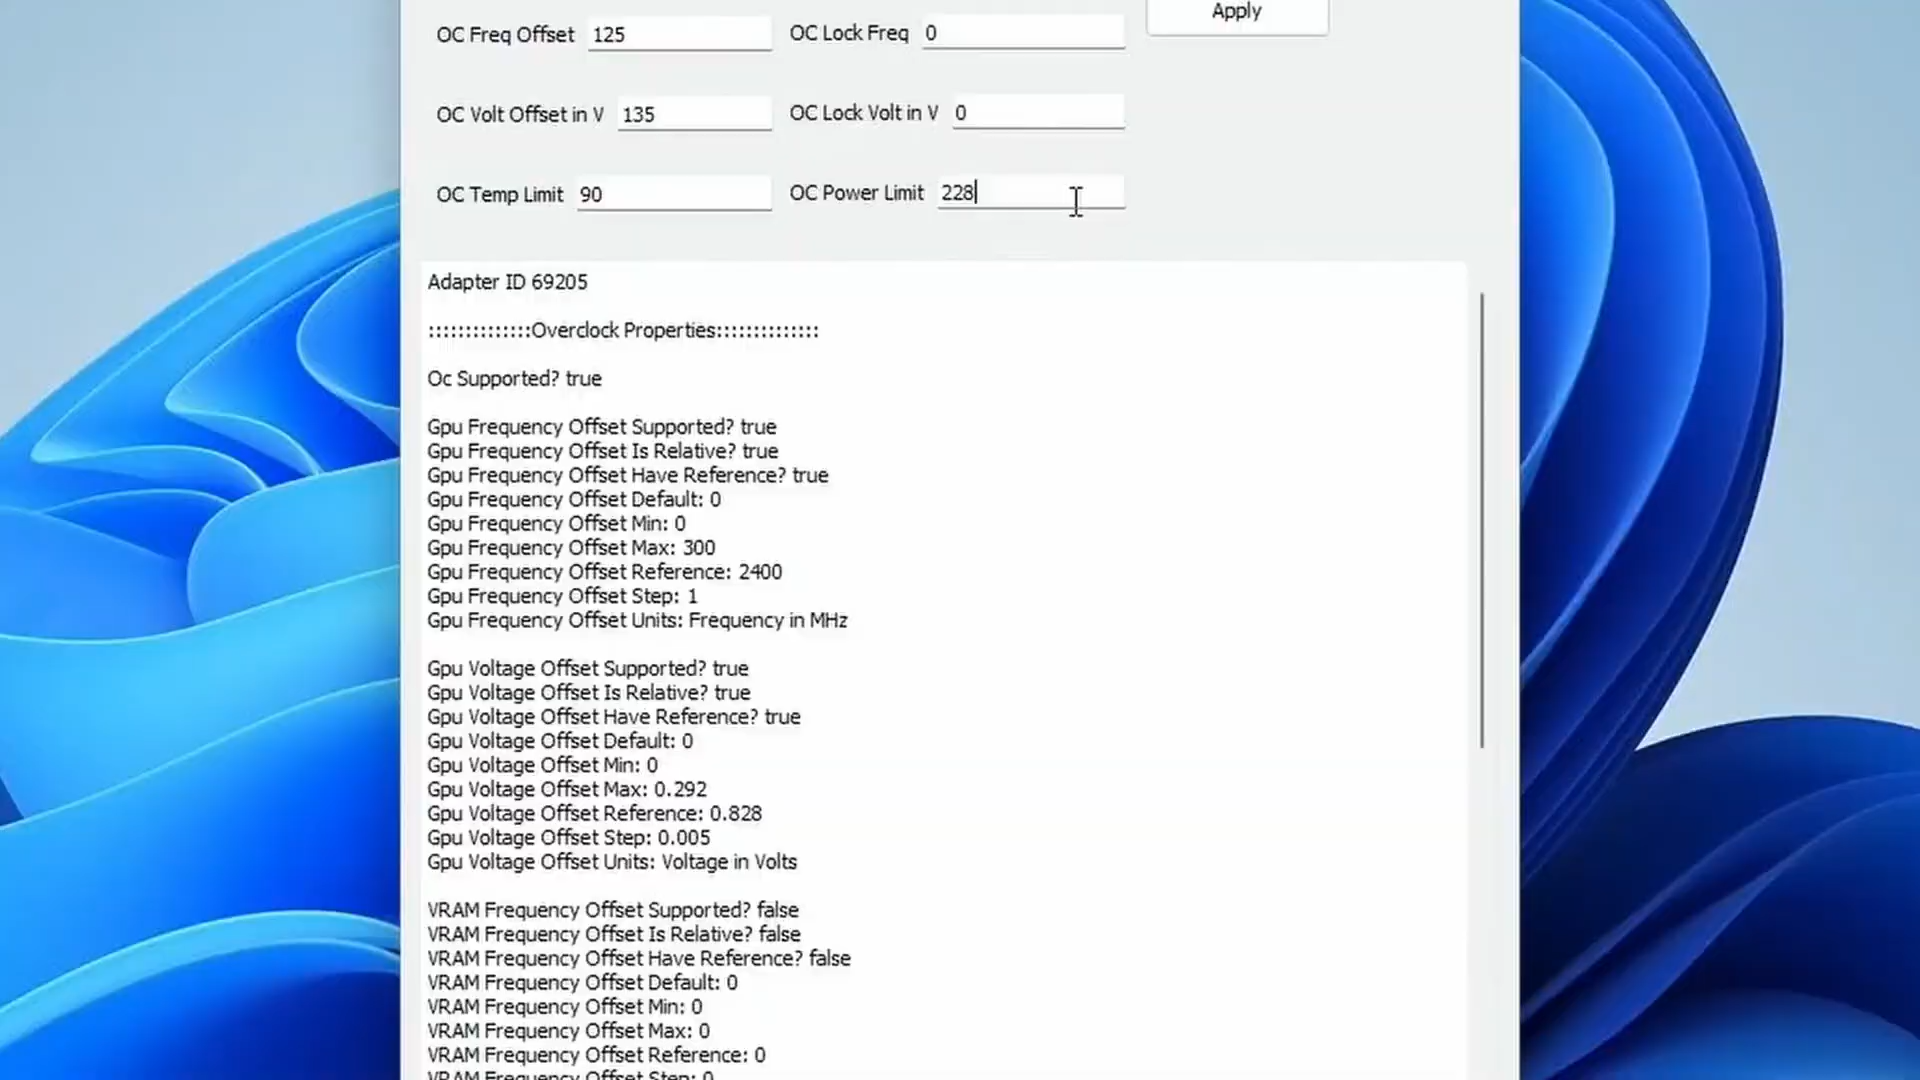 OC Freq Offset 125 OC Lock Freq 0 Apply
OC Volt Offset in V 135 OC Lock Volt in V 0
OC Temp Limit 90 OC Power Limit 228
Adapter ID 69205
::::::::::::::Overclock Properties::::::::::::::
Oc Supported? true
Gpu Frequency Offset Supported? true
Gpu Frequency Offset Is Relative? true
Gpu Frequency Offset Have Reference? true
Gpu Frequency Offset Default: 0
Gpu Frequency Offset Min: 0
Gpu Frequency Offset Max: 300
Gpu Frequency Offset Reference: 2400
Gpu Frequency Offset Step: 1
Gpu Frequency Offset Units: Frequency in MHz
Gpu Voltage Offset Supported? true
Gpu Voltage Offset Is Relative? true
Gpu Voltage Offset Have Reference? true
Gpu Voltage Offset Default: 0
Gpu Voltage Offset Min: 0
Gpu Voltage Offset Max: 0.292
Gpu Voltage Offset Reference: 0.828
Gpu Voltage Offset Step: 0.005
Gpu Voltage Offset Units: Voltage in Volts
VRAM Frequency Offset Supported? false
VRAM Frequency Offset Is Relative? false
VRAM Frequency Offset Have Reference? false
VRAM Frequency Offset Default: 0
VRAM Frequency Offset Min: 0
VRAM Frequency Offset Max: 0
VRAM Frequency Offset Reference: 0
VRAM Frequency Offset Step: 0